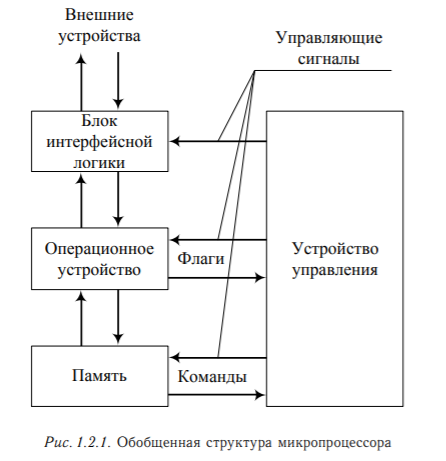 Внешние
устройства
Управляющие
сигналы
Блок
интерфейсной
логики
Операционное
устройство
Флаги
Устройство
управления
Память
Команды
Рис. 1.2.1. Обобщенная структура микропроцессора